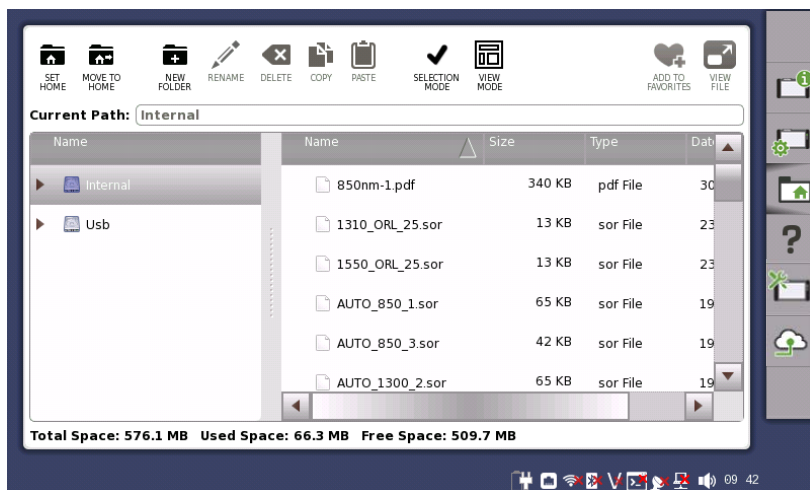 SET HOME
MOVE TO HOME
NEW FOLDER
RENAME
DELETE
COPY
PASTE
SELECTION MODE
VIEW MODE
ADD TO FAVORITES
VIEW FILE
Current Path: Internal
Name
Name Size Type Dat
Internal
Usb
850nm-1.pdf 340 KB pdf File 30
1310_ORL_25.sor 13 KB sor File 23
1550_ORL_25.sor 13 KB sor File 23
AUTO_850_1.sor 65 KB sor File 19
AUTO_850_3.sor 42 KB sor File 19
AUTO_1300_2.sor 65 KB sor File 19
Total Space: 576.1 MB Used Space: 66.3 MB Free Space: 509.7 MB
09 42